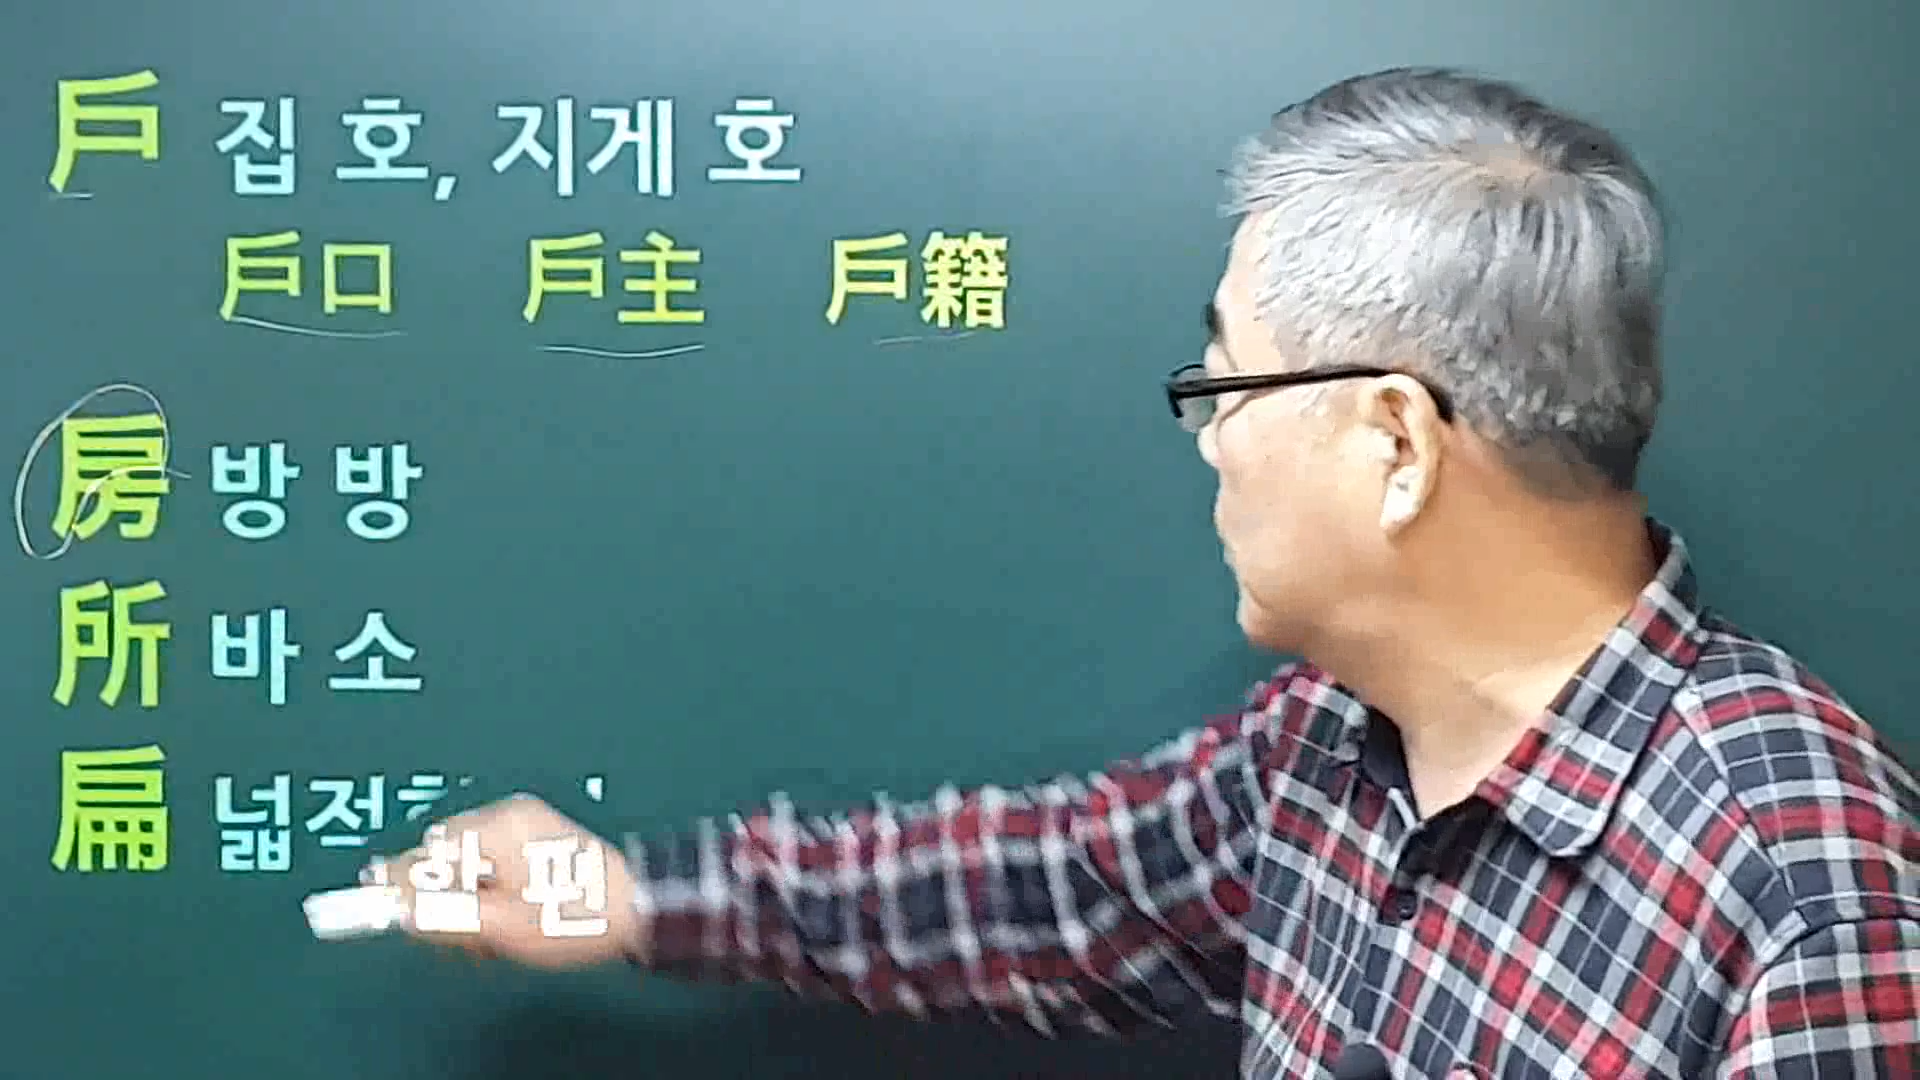 戶 집 호, 지게 호
戶口 戶主 戶籍
房 방 방
所 바 소
扁 넓적할 편